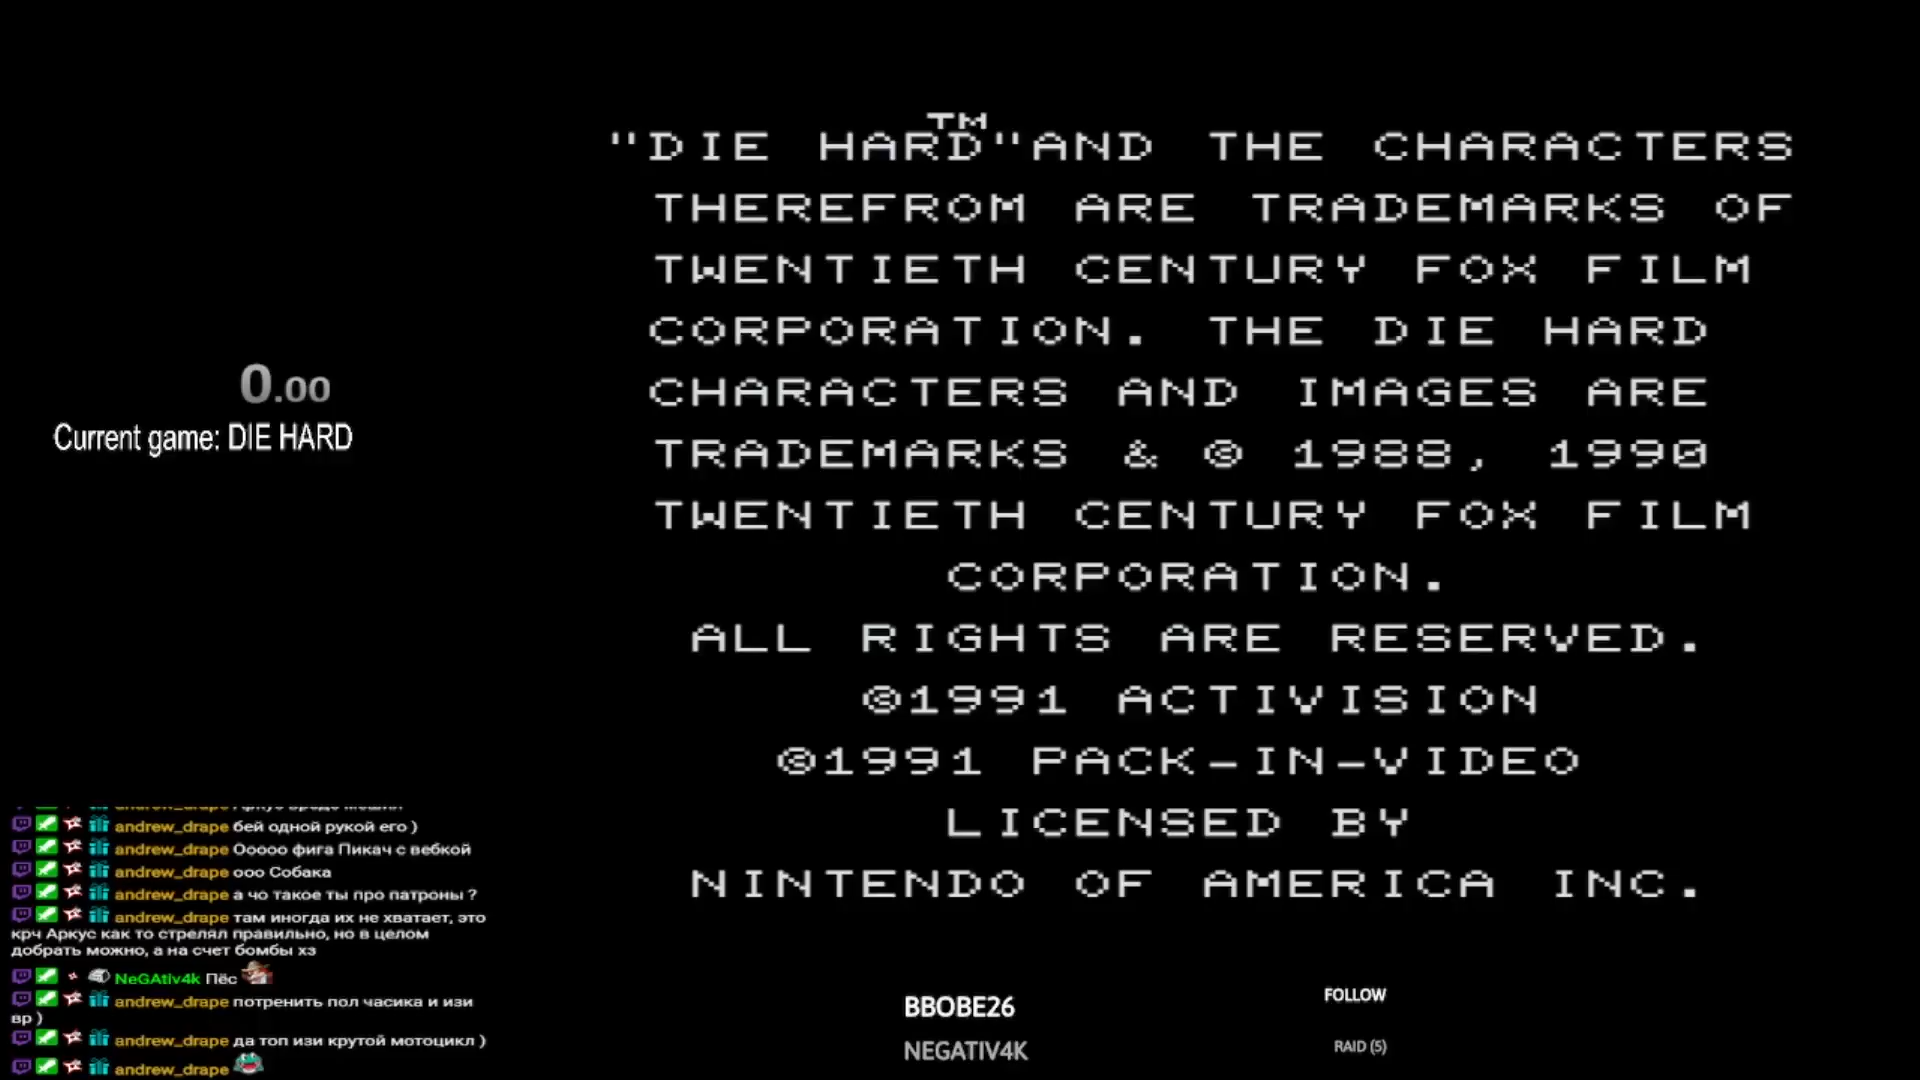 TM
"DIE HARD"AND THE CHARACTERS
THEREFROM ARE TRADEMARKS OF
TWENTIETH CENTURY FOX FILM
CORPORATION. THE DIE HARD
CHARACTERS AND IMAGES ARE
TRADEMARKS & © 1988, 1990
TWENTIETH CENTURY FOX FILM
CORPORATION.
ALL RIGHTS ARE RESERVED.
©1991 ACTIVISION
©1991 PACK-IN-VIDEO
LICENSED BY
NINTENDO OF AMERICA INC.
0.00
Current game: DIE HARD
andrew_drape бей одной рукой его )
andrew_drape Ооооо фига Пикач с вебкой
andrew_drape ооо Собака
andrew_drape а чо такое ты про патроны ?
andrew_drape там иногда их не хватает, это
крч Аркус как то стрелял правильно, но в целом
добрать можно, а на счет бомбы хз
NeGAtiv4k Пёс
andrew_drape потренить пол часика и изи
вр )
andrew_drape да топ изи крутой мотоцикл )
andrew_drape
BBOBE26
FOLLOW
NEGATIV4K
RAID (5)